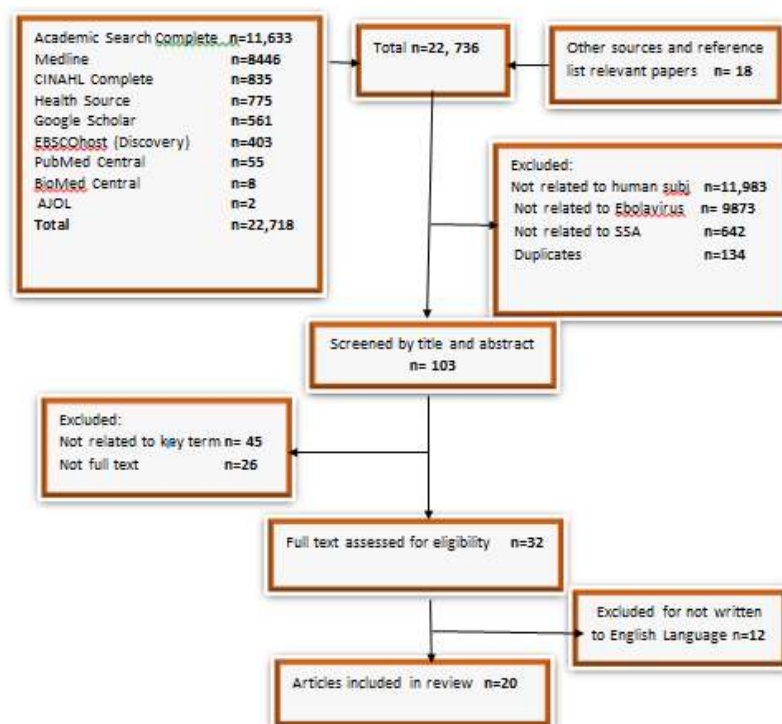 Academic Search Complete n=11,633
Medline n=8446
CINAHL Complete n=835
Health Source n=775
Google Scholar n=561
EBSCOhost (Discovery) n=403
PubMed Central n=55
BioMed Central n=8
AJOL n=2
Total n=22,718
Total n=22, 736
Other sources and reference
list relevant papers n= 18
Excluded:
Not related to human subj n=11,983
Not related to Ebolavirus n= 9873
Not related to SSA n=642
Duplicates n=134
Screened by title and abstract
n= 103
Excluded:
Not related to key term n= 45
Not full text n=26
Full text assessed for eligibility n=32
Excluded for not written
to English Language n=12
Articles included in review n=20